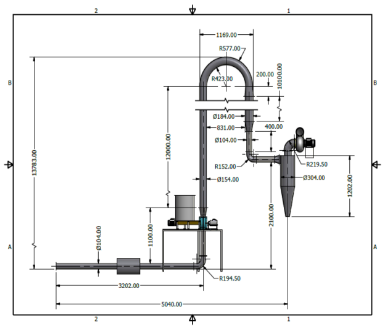 2
1
1169.00
R577.00
R423.00
200.00
10100.00
B
B
Ø184.00
831.00
400.00
Ø104.00
R219.50
13783.00
12000.00
R152.00
Ø154.00
Ø304.00
1202.00
2100.00
1100.00
Ø104.00
A
A
3202.00
R194.50
5040.00
2
1